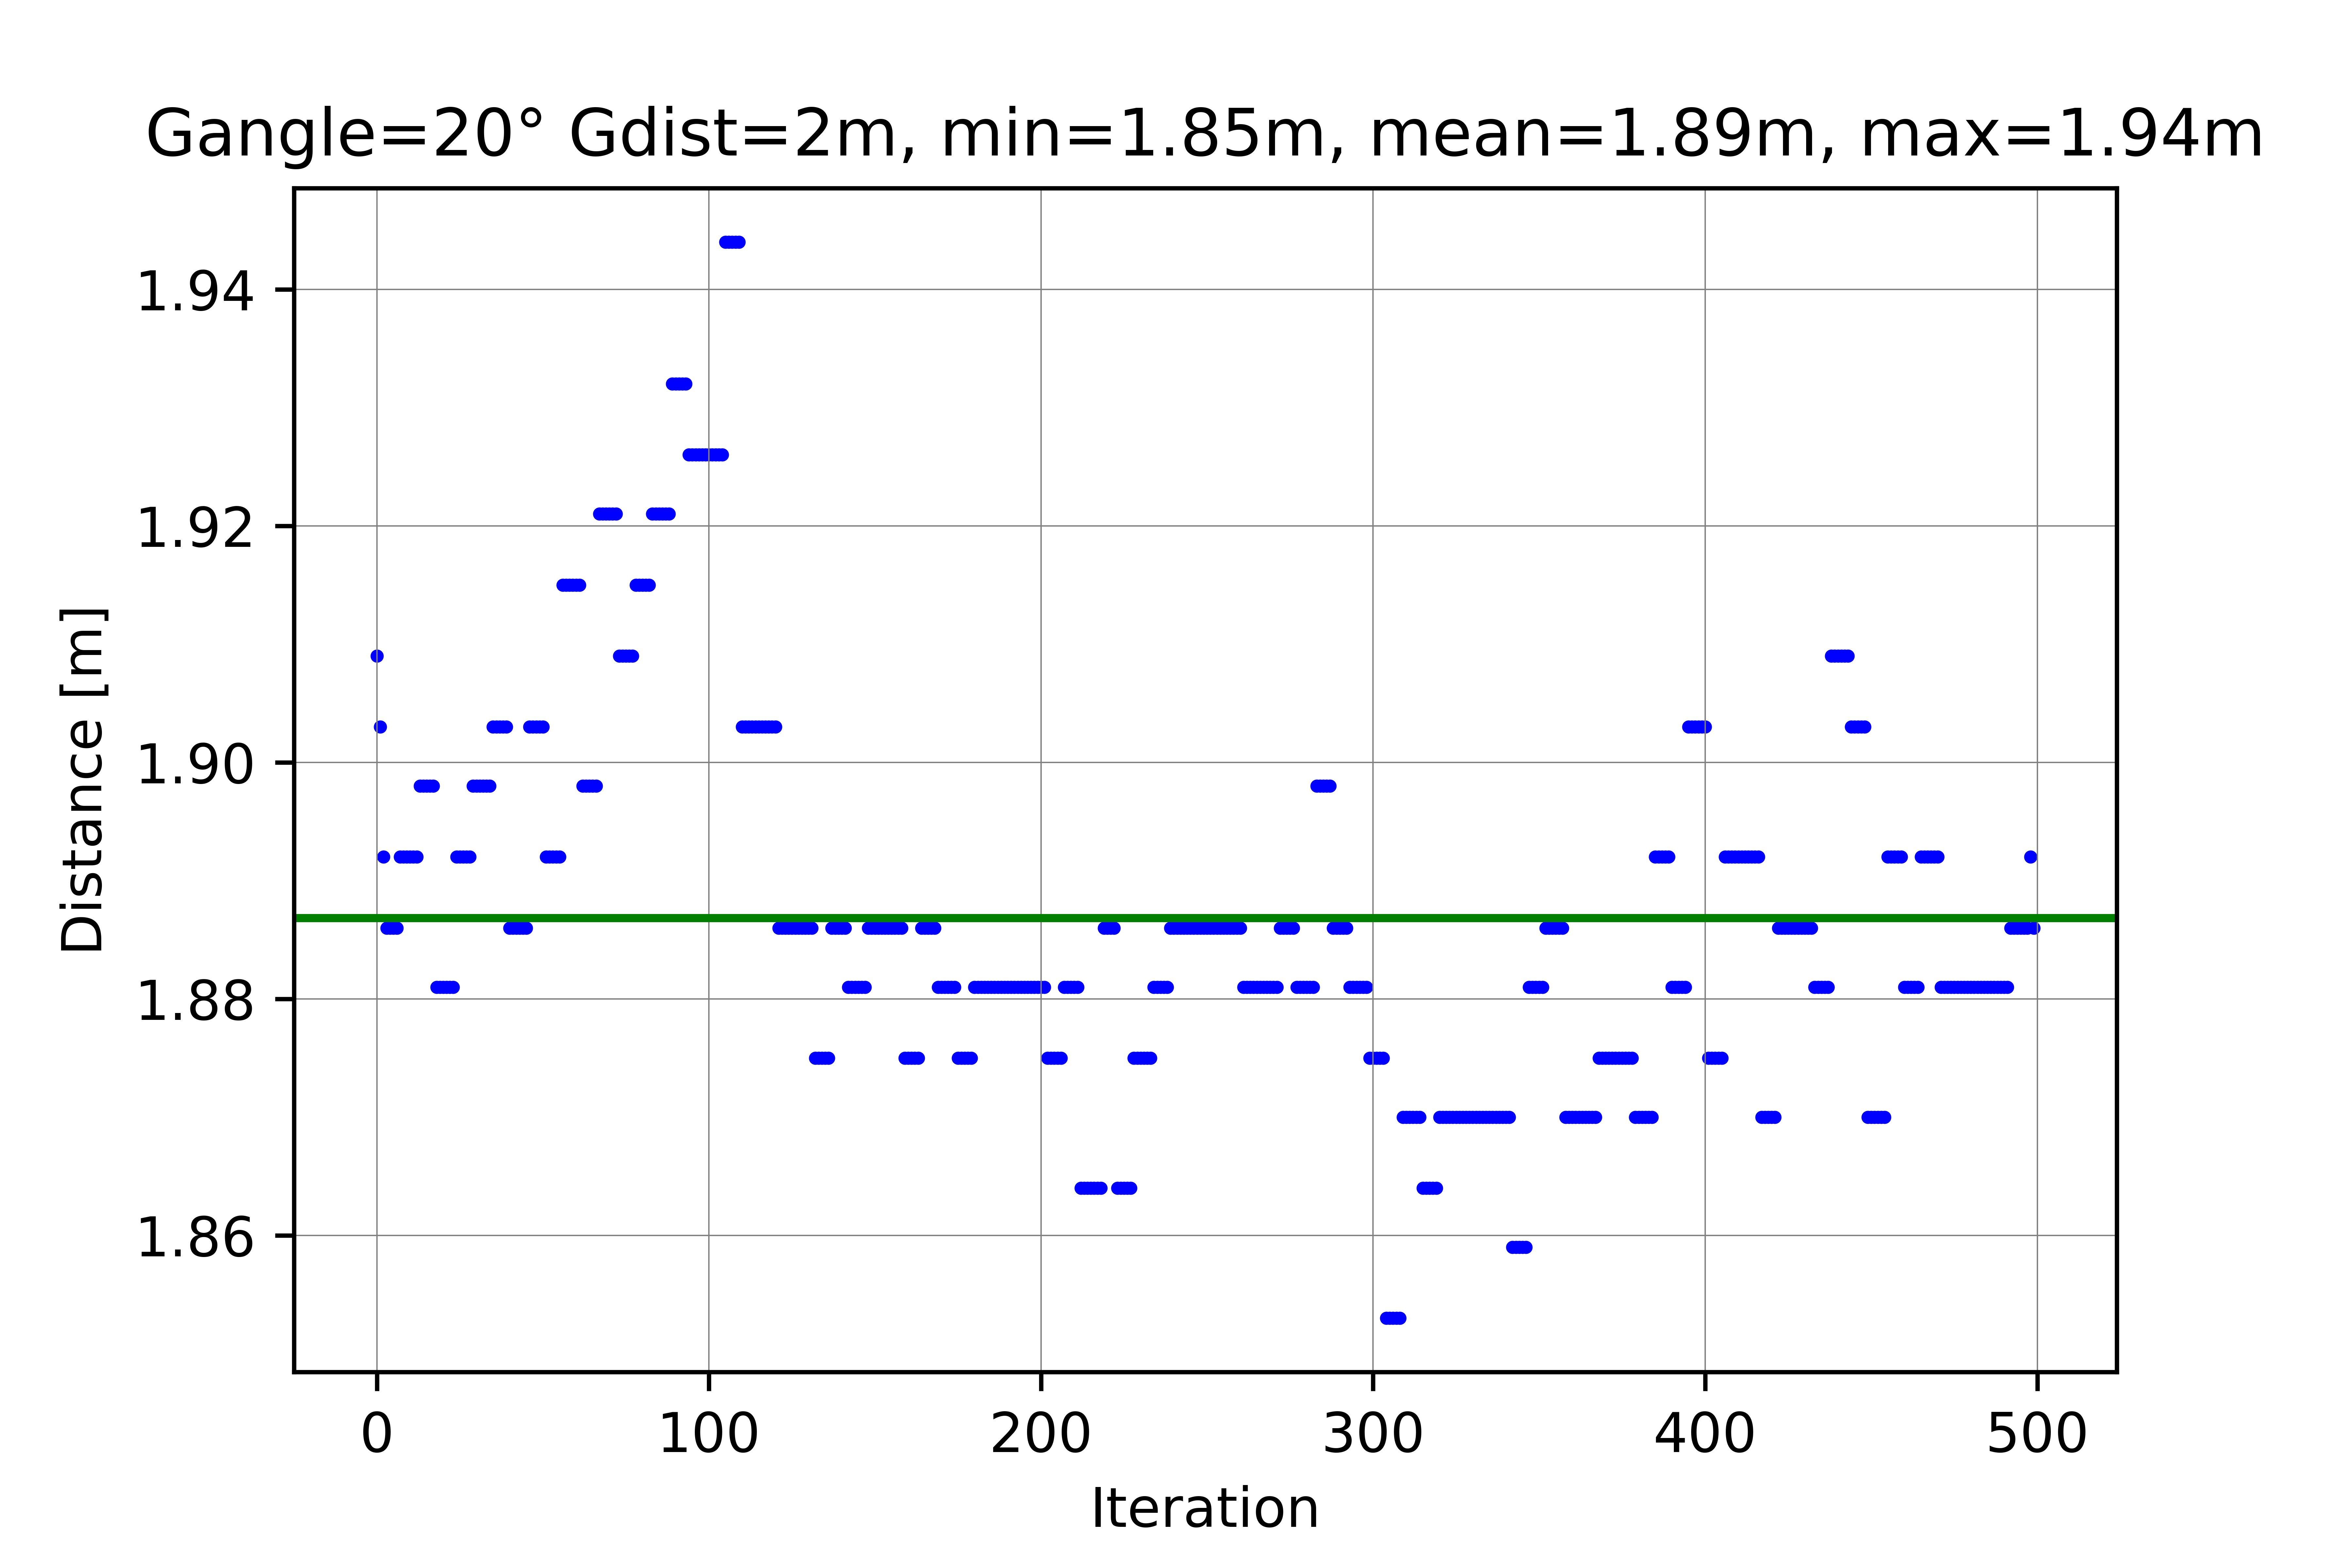 Gangle=20° Gdist=2m, min=1.85m, mean=1.89m, max=1.94m
Distance [m]
1.94
1.92
1.90
1.88
1.86
0 100 200 300 400 500
Iteration